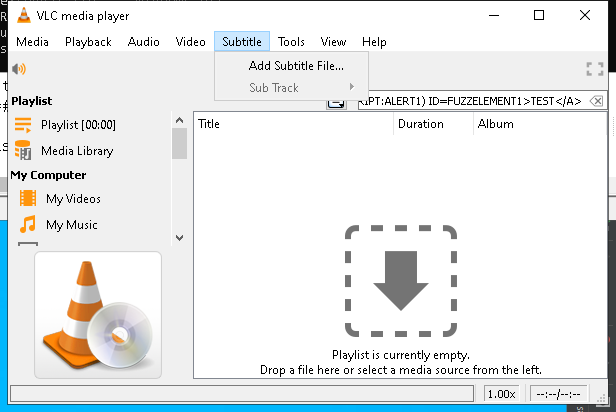 VLC media player
Media Playback Audio Video Subtitle Tools View Help
Add Subtitle File...
Sub Track
Playlist
RIPT:ALERT1) ID=FUZZELEMENT1>TEST</A>
Playlist [00:00]
Title Duration Album
Media Library
My Computer
My Videos
My Music
Playlist is currently empty.
Drop a file here or select a media source from the left.
1.00x --:--/--:--